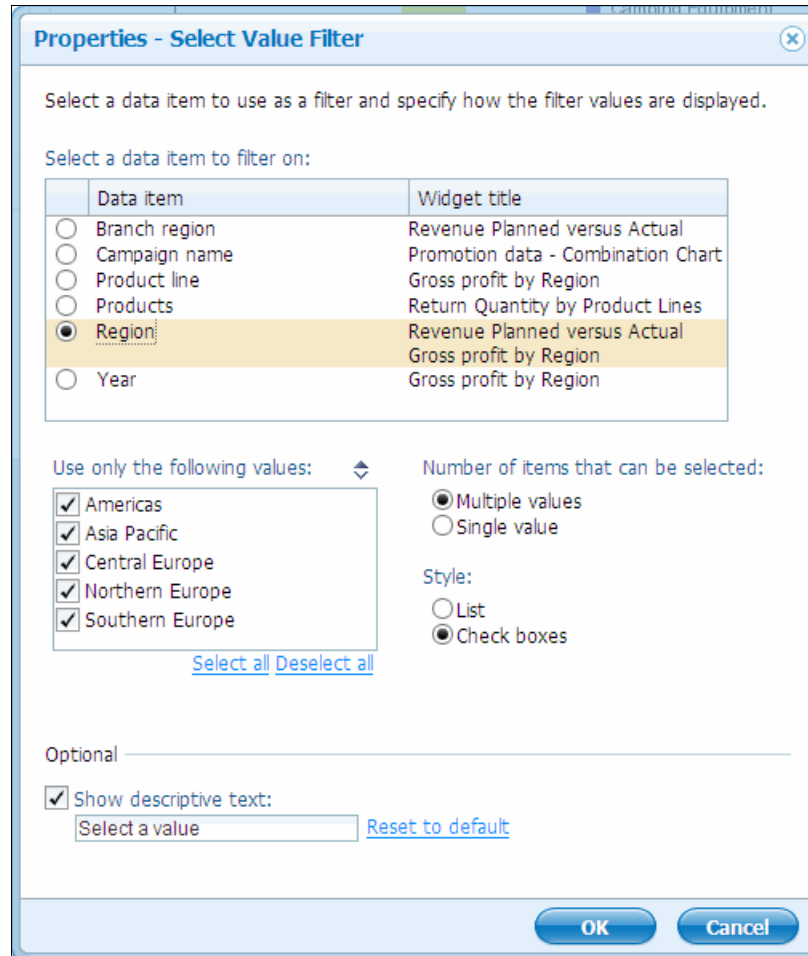 Camping Equipment
Properties - Select Value Filter
Select a data item to use as a filter and specify how the filter values are displayed.
Select a data item to filter on:
Data item Widget title
Branch region Revenue Planned versus Actual
Campaign name Promotion data - Combination Chart
Product line Gross profit by Region
Products Return Quantity by Product Lines
Region Revenue Planned versus Actual
Gross profit by Region
Year Gross profit by Region
Use only the following values: Number of items that can be selected:
Americas Multiple values
Asia Pacific Single value
Central Europe
Northern Europe Style:
Southern Europe List
Check boxes
Select all Deselect all
Optional
Show descriptive text:
Select a value Reset to default
OK Cancel